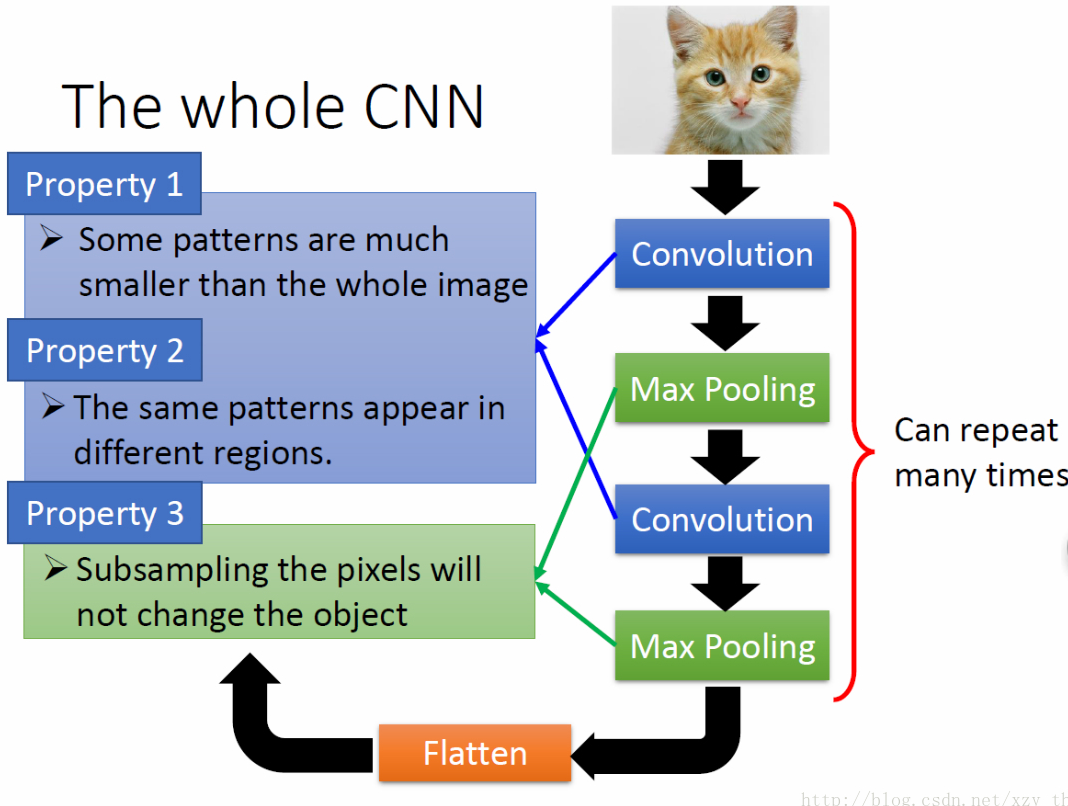 The whole CNN
Property 1
➢ Some patterns are much
smaller than the whole image
Property 2
➢ The same patterns appear in
different regions.
Property 3
➢ Subsampling the pixels will
not change the object
Convolution
Max Pooling
Convolution
Max Pooling
Can repeat
many times
Flatten
http://blog.csdn.net/xzy_th